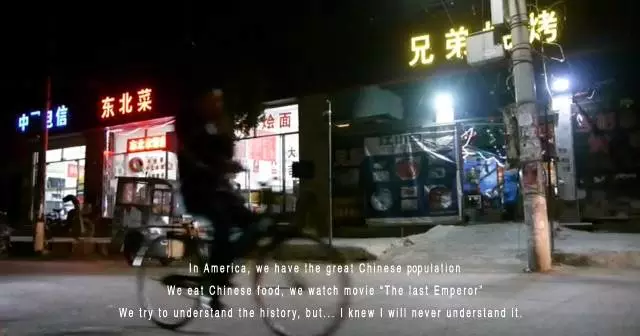 中国电信
东北菜
兄弟
烤
烩面
In America, we have the great Chinese population
We eat Chinese food, we watch movie “The last Emperor”
We try to understand the history, but... I knew I will never understand it.